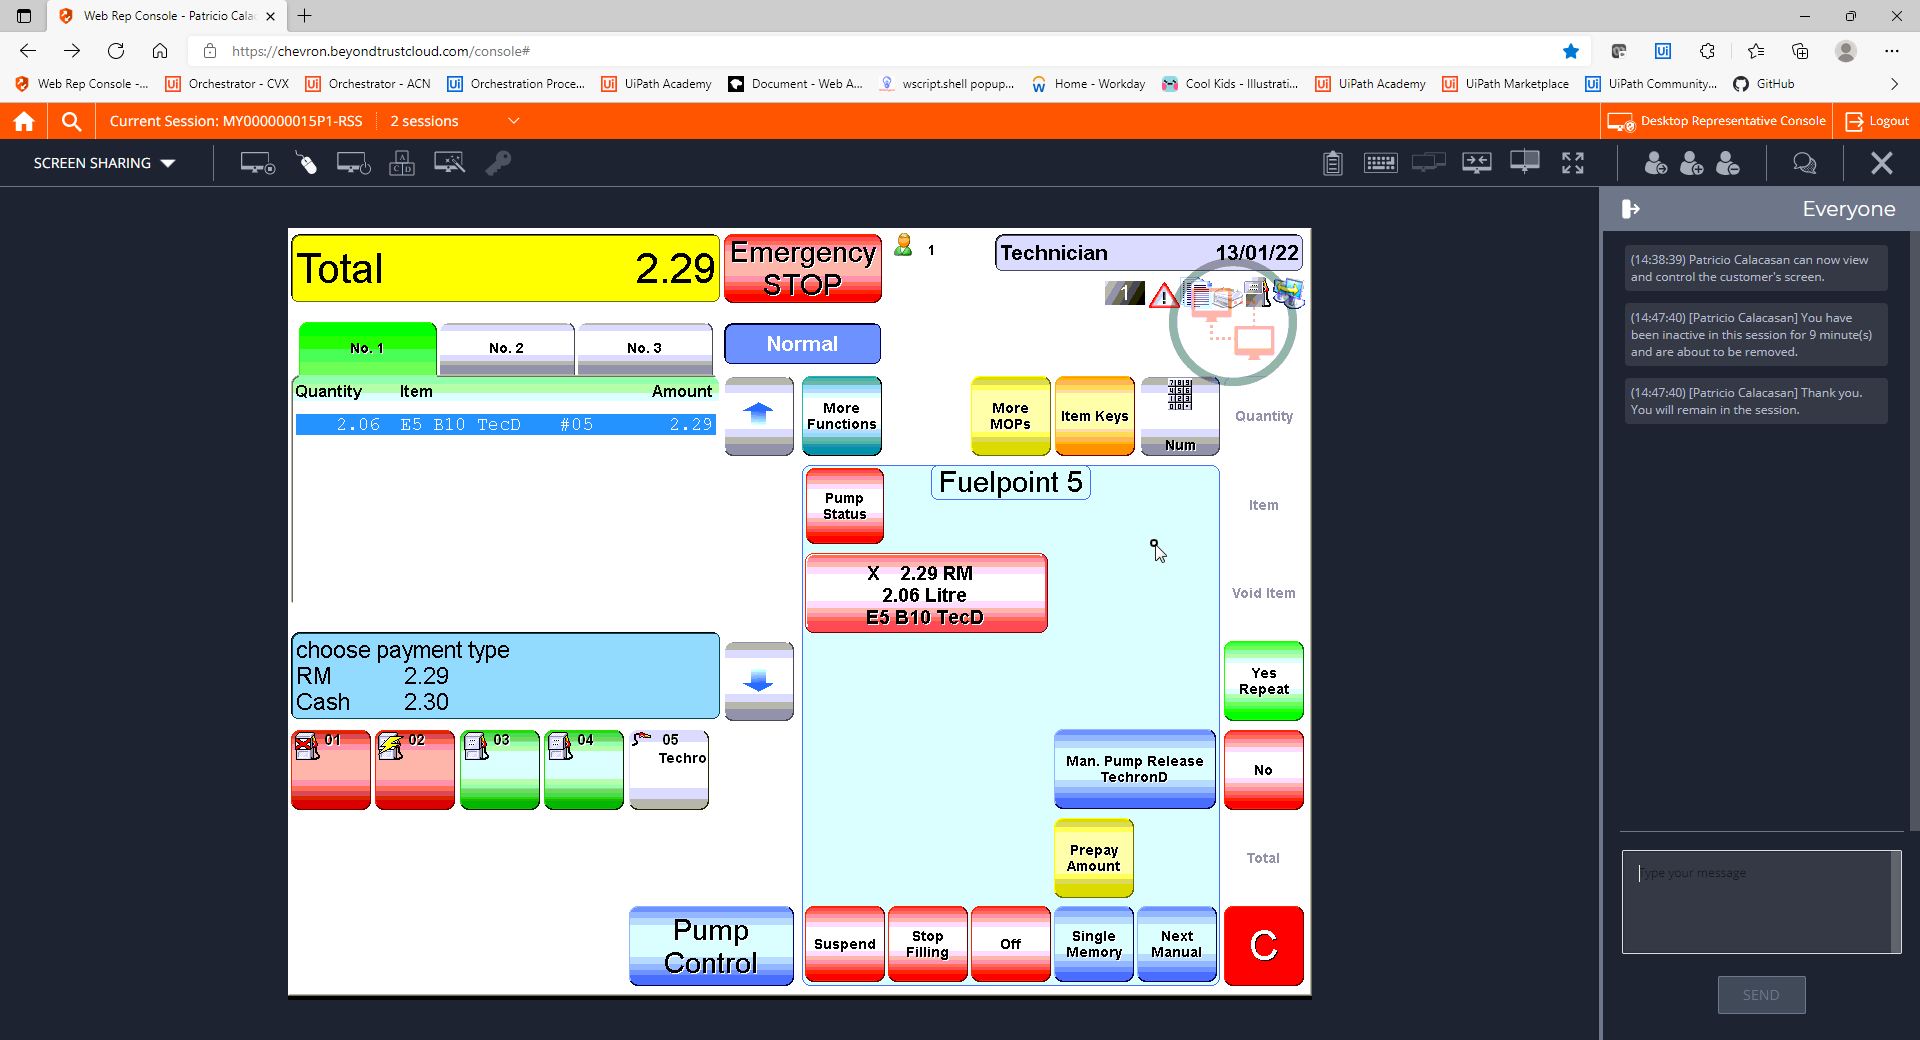 Web Rep Console - Patricio Cala
https://chevron.beyondtrustcloud.com/console#
Web Rep Console -...
Orchestrator - CVX
Orchestrator - ACN
Orchestration Proce...
UiPath Academy
Document - Web A...
wscript.shell popup...
Home - Workday
Cool Kids - Illustrati...
UiPath Academy
UiPath Marketplace
UiPath Community...
GitHub
Current Session: MY000000015P1-RSS
2 sessions
Desktop Representative Console
Logout
SCREEN SHARING
Everyone
(14:38:39) Patricio Calacasan can now view
and control the customer's screen.
(14:47:40) [Patricio Calacasan] You have
been inactive in this session for 9 minute(s)
and are about to be removed.
(14:47:40) [Patricio Calacasan] Thank you.
You will remain in the session.
Type your message
SEND
Total 2.29
Emergency
STOP
1
Technician 13/01/22
1
No. 1
No. 2
No. 3
Normal
Quantity Item Amount
2.06 E5 B10 TecD #05 2.29
More
Functions
More
MOPs
Item Keys
Num
Quantity
Fuelpoint 5
Pump
Status
Item
X 2.29 RM
2.06 Litre
E5 B10 TecD
Void Item
choose payment type
RM 2.29
Cash 2.30
Yes
Repeat
01
02
03
04
05
Techro
Man. Pump Release
TechronD
No
Prepay
Amount
Total
Pump
Control
Suspend
Stop
Filling
Off
Single
Memory
Next
Manual
C